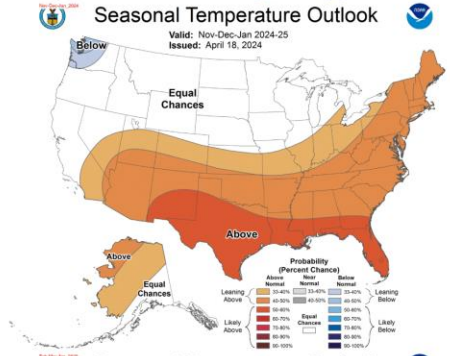 Seasonal Temperature Outlook
Valid: Nov-Dec-Jan 2024-25
Issued: April 18, 2024
Below
Equal
Chances
Above
Above
Equal
Chances
Probability
(Percent Chance)
Above
Normal
Near
Normal
Below
Normal
Leaning
Above
Likely
Above
33-40%
40-50%
50-60%
60-70%
70-80%
80-90%
90-100%
33-40%
40-50%
Equal
Chances
33-40%
40-50%
50-60%
60-70%
70-80%
80-90%
90-100%
Leaning
Below
Likely
Below